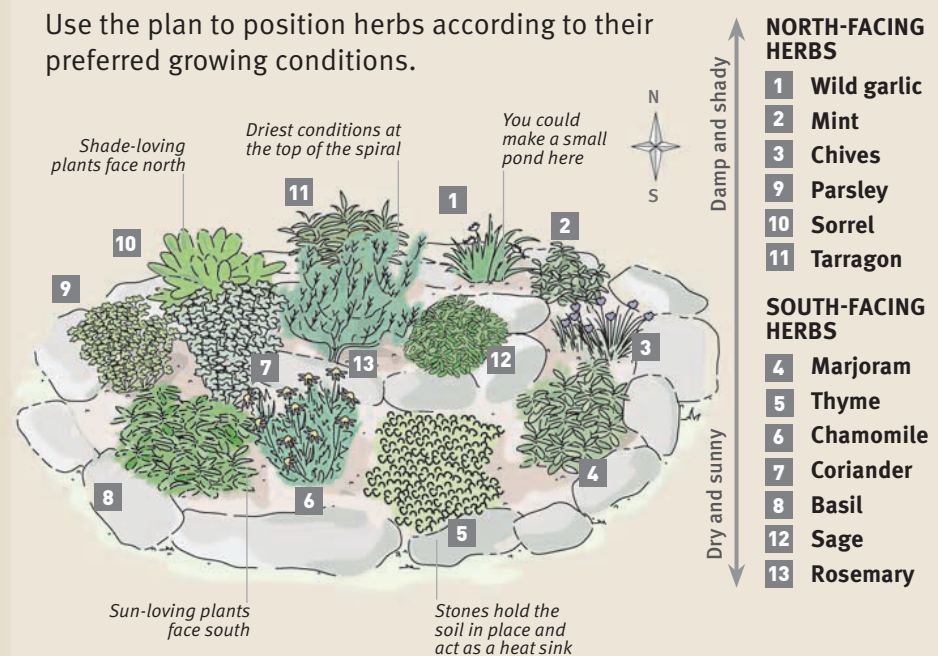 Use the plan to position herbs according to their
preferred growing conditions.
Shade-loving
plants face north
Driest conditions at
the top of the spiral
You could
make a small
pond here
N
S
11
1
2
10
9
7
13
12
3
8
6
5
4
Sun-loving plants
face south
Stones hold the
soil in place and
act as a heat sink
Damp and shady
Dry and sunny
NORTH-FACING
HERBS
1 Wild garlic
2 Mint
3 Chives
9 Parsley
10 Sorrel
11 Tarragon
SOUTH-FACING
HERBS
4 Marjoram
5 Thyme
6 Chamomile
7 Coriander
8 Basil
12 Sage
13 Rosemary